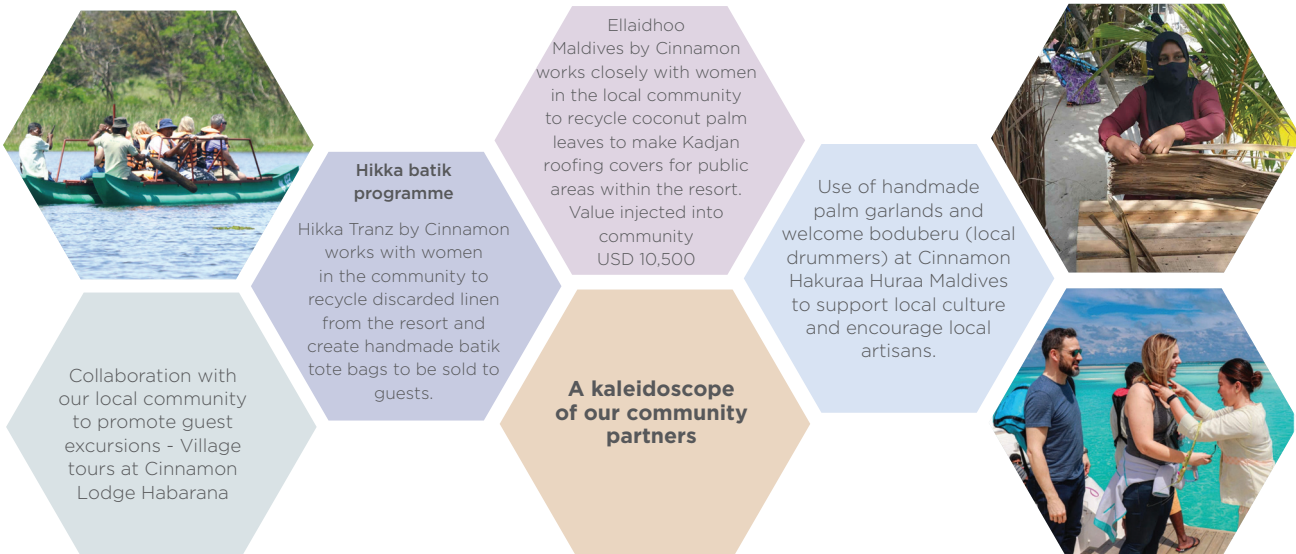 Collaboration with
our local community
to promote guest
excursions - Village
tours at Cinnamon
Lodge Habarana
Hikka batik
programme
Hikka Tranz by Cinnamon
works with women
in the community to
recycle discarded linen
from the resort and
create handmade batik
tote bags to be sold to
guests.
Ellaidhoo
Maldives by Cinnamon
works closely with women
in the local community
to recycle coconut palm
leaves to make Kadjan
roofing covers for public
areas within the resort.
Value injected into
community
USD 10,500
A kaleidoscope
of our community
partners
Use of handmade
palm garlands and
welcome boduberu (local
drummers) at Cinnamon
Hakuraa Huraa Maldives
to support local culture
and encourage local
artisans.